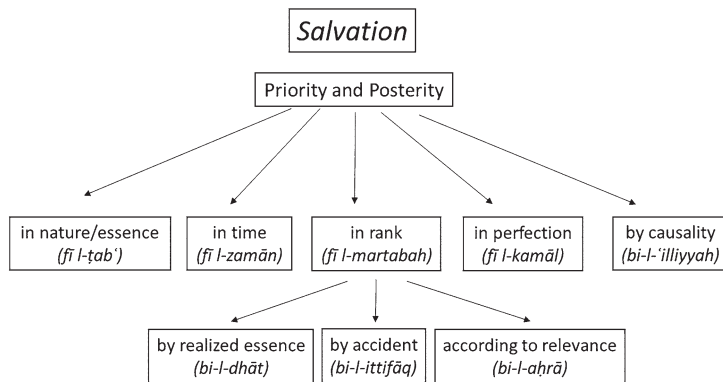 Salvation
Priority and Posterity
in nature/essence
(fī l-ṭabʿ)
in time
(fī l-zamān)
in rank
(fī l-martabah)
in perfection
(fī l-kamāl)
by causality
(bi-l-ʿilliyyah)
by realized essence
(bi-l-dhāt)
by accident
(bi-l-ittifāq)
according to relevance
(bi-l-aḥrā)